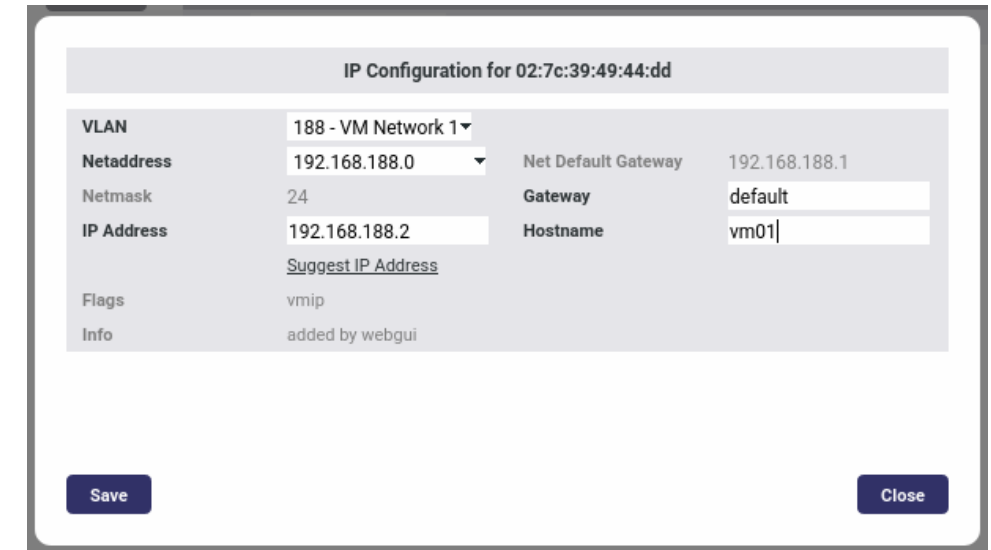 IP Configuration for 02:7c:39:49:44:dd
VLAN 188 - VM Network 1
Netaddress 192.168.188.0 Net Default Gateway 192.168.188.1
Netmask 24 Gateway default
IP Address 192.168.188.2 Hostname vm01
Suggest IP Address
Flags vmip
Info added by webgui
Save Close